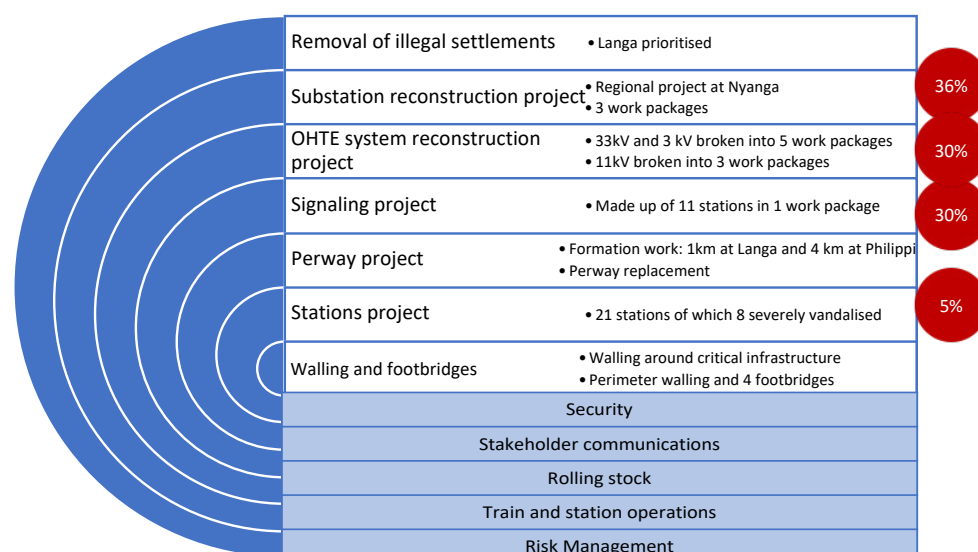 Removal of illegal settlements
• Langa prioritised
Substation reconstruction project
• Regional project at Nyanga
• 3 work packages
36%
OHTE system reconstruction
project
• 33kV and 3 kV broken into 5 work packages
• 11kV broken into 3 work packages
30%
Signaling project
• Made up of 11 stations in 1 work package
30%
Perway project
• Formation work: 1km at Langa and 4 km at Philippi
• Perway replacement
Stations project
• 21 stations of which 8 severely vandalised
5%
Walling and footbridges
• Walling around critical infrastructure
• Perimeter walling and 4 footbridges
Security
Stakeholder communications
Rolling stock
Train and station operations
Risk Management